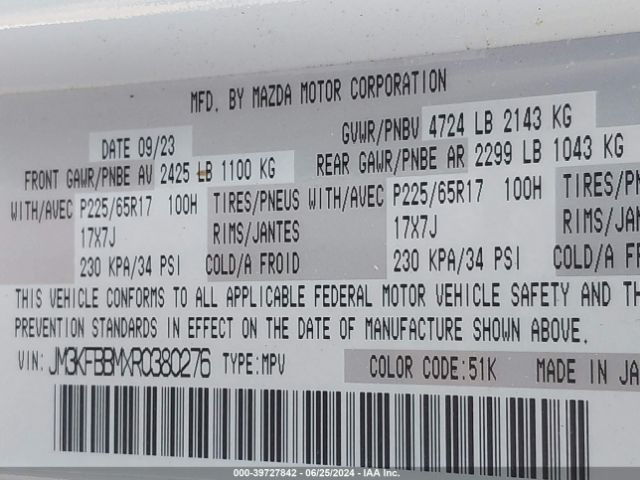 MFD. BY MAZDA MOTOR CORPORATION
DATE 09/23 GVWR/PNBV 4724 LB 2143 KG
FRONT GAWR/PNBE AV 2425 LB 1100 KG REAR GAWR/PNBE AR 2299 LB 1043 KG
WITH/AVEC P225/65R17 100H TIRES/PNEUS WITH/AVEC P225/65R17 100H TIRES/PN
17X7J RIMS/JANTES 17X7J RIMS/JA
230 KPA/34 PSI COLD/A FROID 230 KPA/34 PSI COLD/A F
THIS VEHICLE CONFORMS TO ALL APPLICABLE FEDERAL MOTOR VEHICLE SAFETY AND TH
PREVENTION STANDARDS IN EFFECT ON THE DATE OF MANUFACTURE SHOWN ABOVE.
VIN: JM3KFBBMXR0380276 TYPE:MPV COLOR CODE:51K MADE IN JA
000-39727842 - 06/25/2024 - IAA Inc.